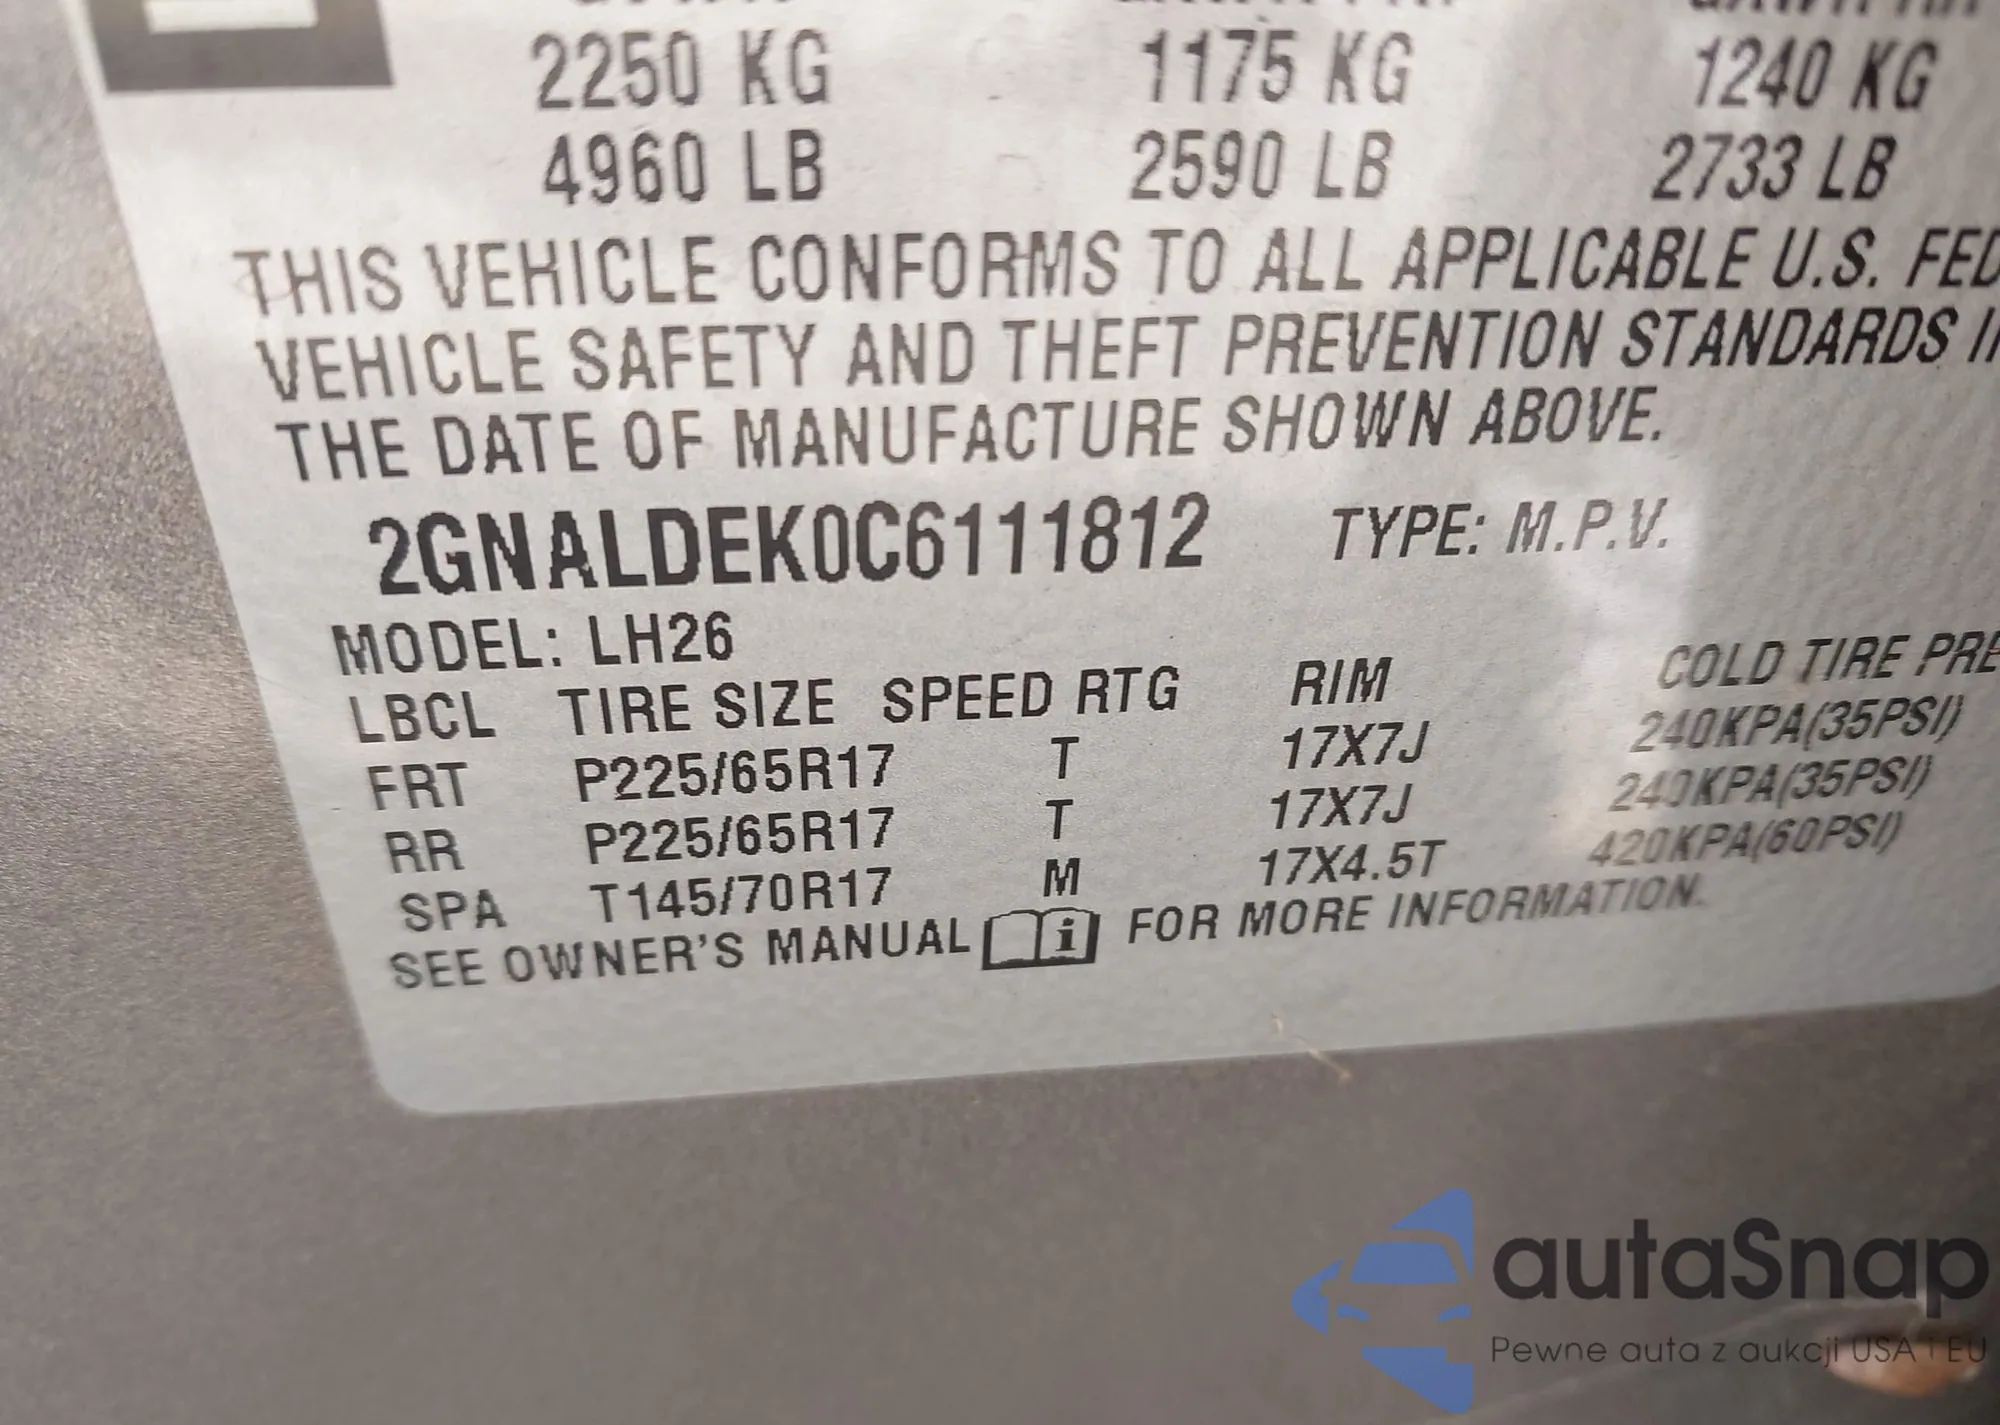 2250 KG 1175 KG 1240 KG
4960 LB 2590 LB 2733 LB
THIS VEHICLE CONFORMS TO ALL APPLICABLE U.S. FED
VEHICLE SAFETY AND THEFT PREVENTION STANDARDS I
THE DATE OF MANUFACTURE SHOWN ABOVE.
2GNALDEK0C6111812 TYPE: M.P.V.
MODEL: LH26
LBCL TIRE SIZE SPEED RTG RIM COLD TIRE PRE
FRT P225/65R17 T 17X7J 240KPA(35PSI)
RR P225/65R17 T 17X7J 240KPA(35PSI)
SPA T145/70R17 M 17X4.5T 420KPA(60PSI)
SEE OWNER'S MANUAL i FOR MORE INFORMATION.
autaSnap
Pewne auta z aukcji USA i EU